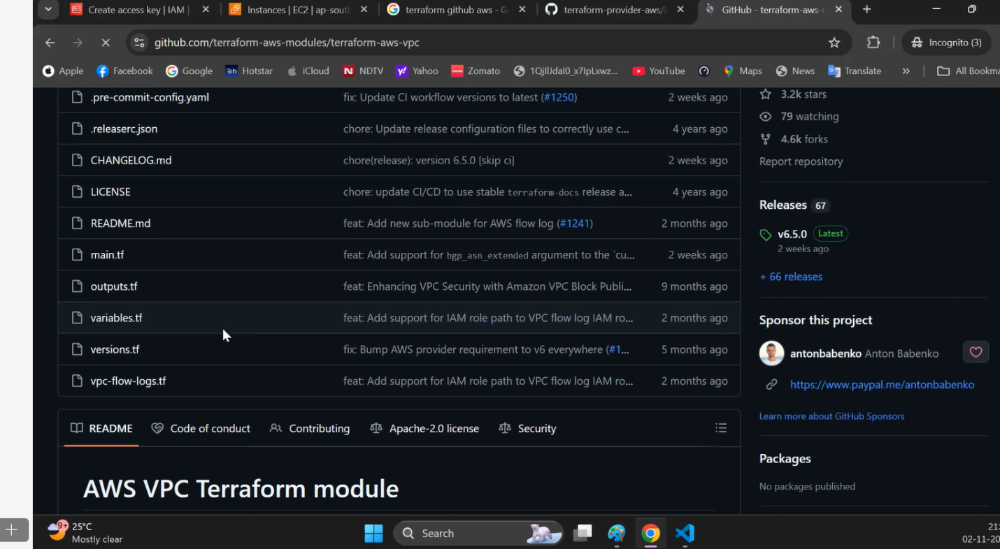 Create access key | IAM |
Instances | EC2 | ap-sout
terraform github aws - G
terraform-provider-aws/i
GitHub - terraform-aws-
github.com/terraform-aws-modules/terraform-aws-vpc
Incognito (3)
Apple
Facebook
Google
Hotstar
iCloud
NDTV
Yahoo
Zomato
YouTube
Maps
News
Translate
»
All Bookma
.pre-commit-config.yaml fix: Update CI workflow versions to latest (#1250) 2 weeks ago
.releaserc.json chore: Update release configuration files to correctly use c... 4 years ago
CHANGELOG.md chore(release): version 6.5.0 [skip ci] 2 weeks ago
LICENSE chore: update CI/CD to use stable terraform-docs release a... 4 years ago
README.md feat: Add new sub-module for AWS flow log (#1241) 2 months ago
main.tf feat: Add support for bgp_asn_extended argument to the `cu... 2 weeks ago
outputs.tf feat: Enhancing VPC Security with Amazon VPC Block Publi... 9 months ago
variables.tf feat: Add support for IAM role path to VPC flow log IAM ro... 2 months ago
versions.tf fix: Bump AWS provider requirement to v6 everywhere (#1... 5 months ago
vpc-flow-logs.tf feat: Add support for IAM role path to VPC flow log IAM ro... 2 months ago
README
Code of conduct
Contributing
Apache-2.0 license
Security
AWS VPC Terraform module
3.2k stars
79 watching
4.6k forks
Report repository
Releases 67
v6.5.0 Latest
2 weeks ago
+ 66 releases
Sponsor this project
antonbabenko Anton Babenko
https://www.paypal.me/antonbabenko
Learn more about GitHub Sponsors
Packages
No packages published
9+
25°C
Mostly clear
Search
21:
02-11-20